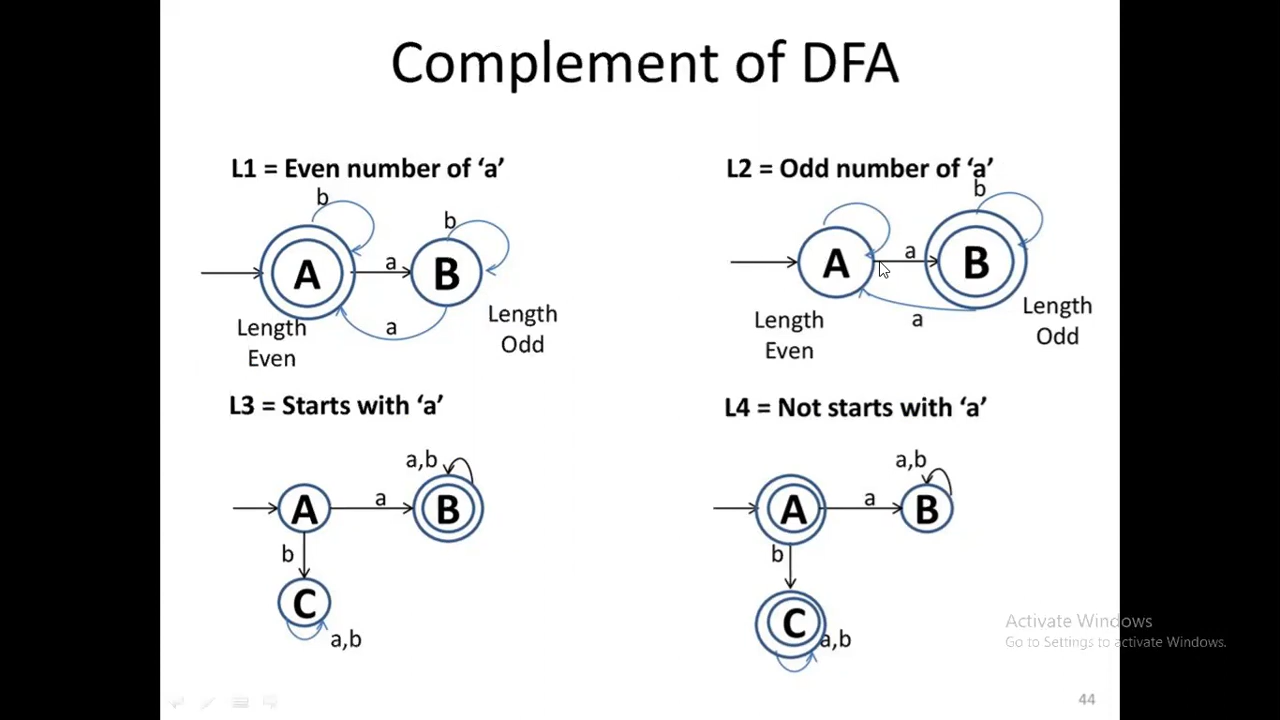 Complement of DFA
L1 = Even number of ‘a’
b
b
A
a
B
a
Length
Even
Length
Odd
L2 = Odd number of ‘a’
b
A
a
B
a
Length
Even
Length
Odd
L3 = Starts with ‘a’
a,b
A
a
B
b
C
a,b
L4 = Not starts with ‘a’
a,b
A
a
B
b
C
a,b
Activate Windows
Go to Settings to activate Windows.
44